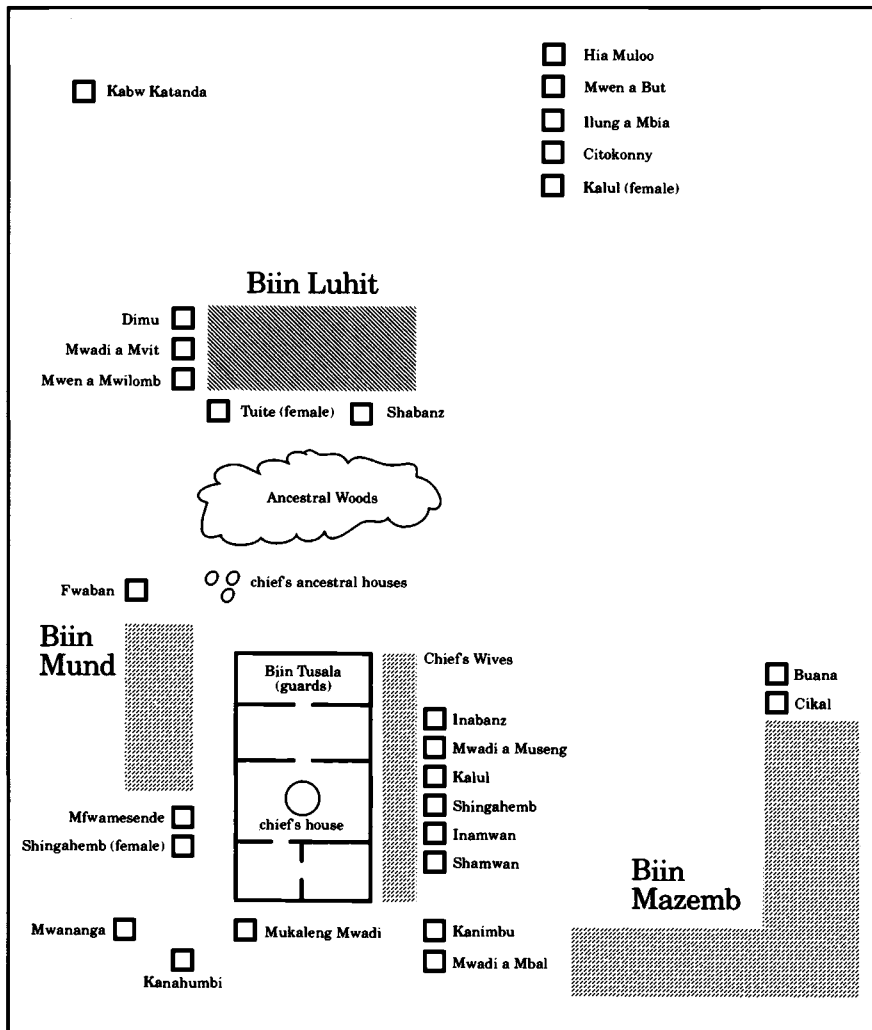 Hia Muloo
Kabw Katanda
Mwen a But
Ilung a Mbia
Citokonny
Kalul (female)
Biin Luhit
Dimu
Mwadi a Mvit
Mwen a Mwilomb
Tuite (female)
Shabanz
Ancestral Woods
chief's ancestral houses
Fwaban
Biin
Mund
Biin Tusala
(guards)
Chief's Wives
Buana
Cikal
Inabanz
Mwadi a Museng
Kalul
Shingahemb
Inamwan
Shamwan
chief's house
Mfwamesende
Shingahemb (female)
Biin
Mazemb
Mwananga
Mukaleng Mwadi
Kanimbu
Kanahumbi
Mwadi a Mbal